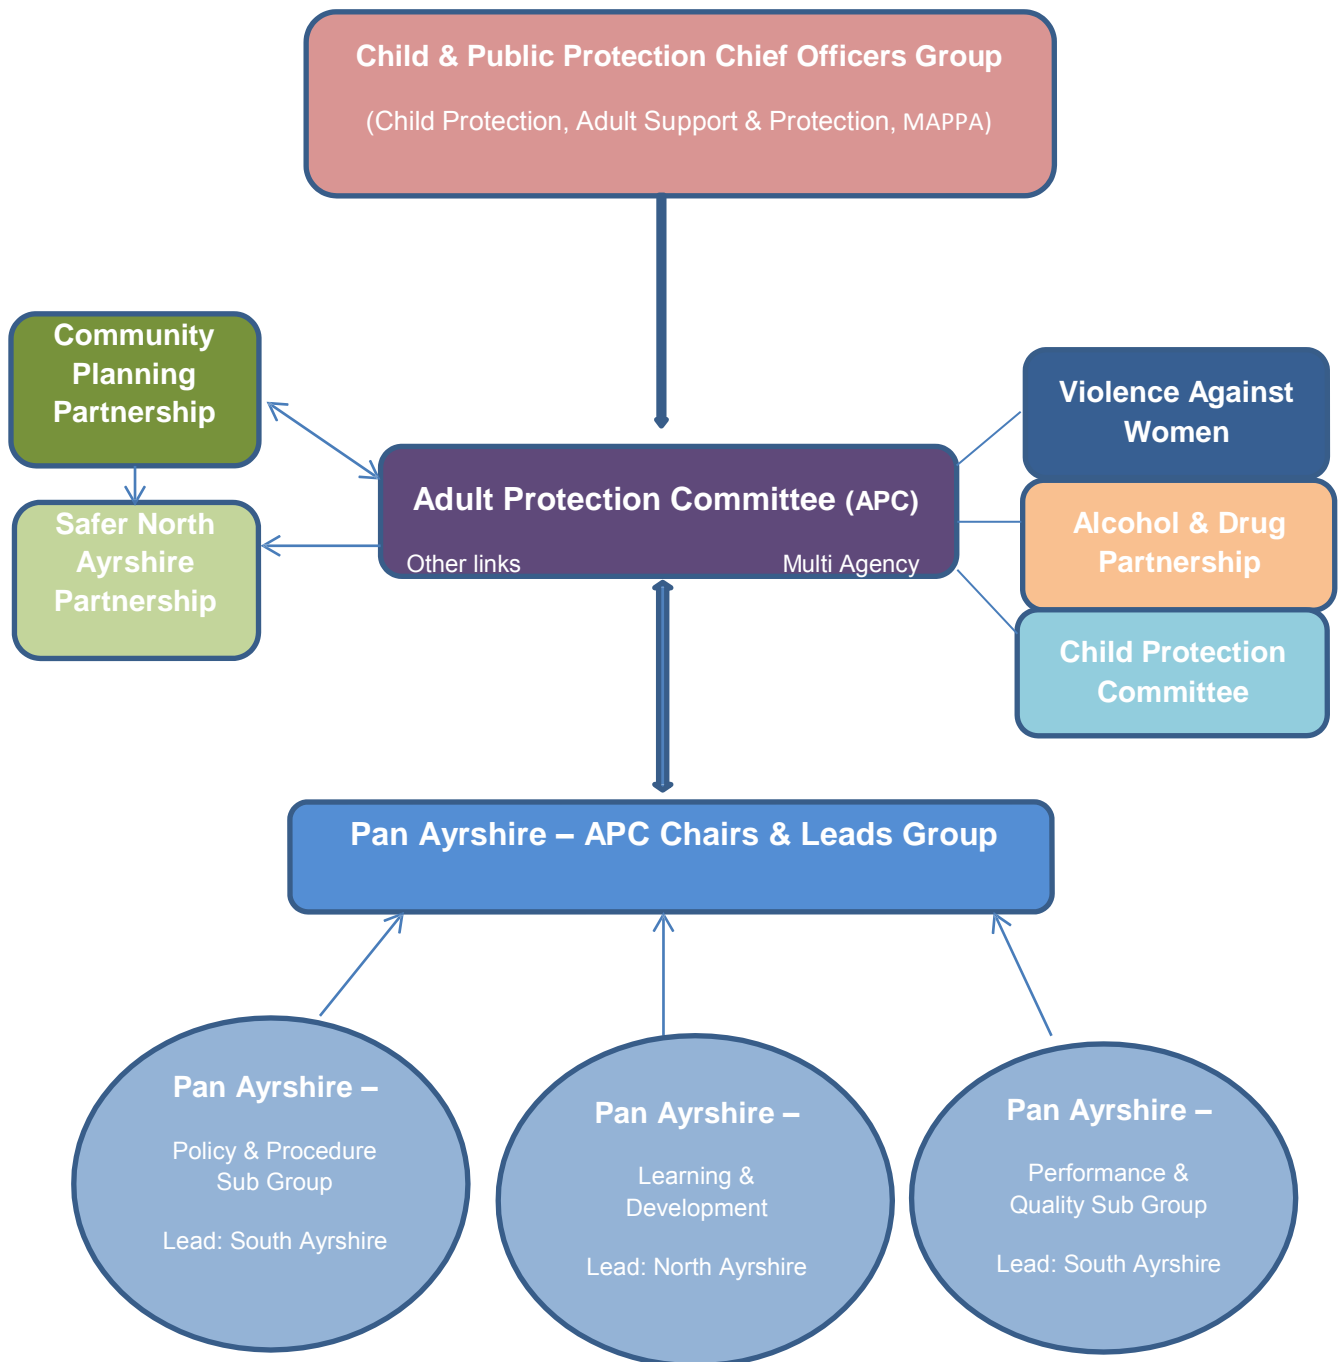 Child & Public Protection Chief Officers Group
(Child Protection, Adult Support & Protection, MAPPA)
Community
Planning
Partnership
Safer North
Ayrshire
Partnership
Adult Protection Committee (APC)
Other links Multi Agency
Violence Against
Women
Alcohol & Drug
Partnership
Child Protection
Committee
Pan Ayrshire – APC Chairs & Leads Group
Pan Ayrshire –
Policy & Procedure
Sub Group
Lead: South Ayrshire
Pan Ayrshire –
Learning &
Development
Lead: North Ayrshire
Pan Ayrshire –
Performance &
Quality Sub Group
Lead: South Ayrshire